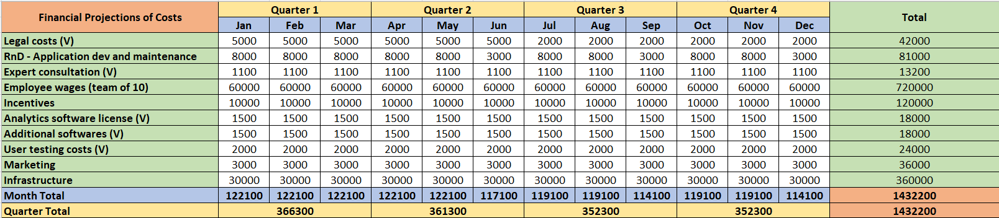 Financial Projections of Costs Quarter 1 Quarter 2 Quarter 3 Quarter 4 Total
Jan Feb Mar Apr May Jun Jul Aug Sep Oct Nov Dec
Legal costs (V) 5000 5000 5000 5000 5000 5000 2000 2000 2000 2000 2000 2000 42000
RnD - Application dev and maintenance 8000 8000 8000 8000 8000 3000 8000 8000 3000 8000 8000 3000 81000
Expert consultation (V) 1100 1100 1100 1100 1100 1100 1100 1100 1100 1100 1100 1100 13200
Employee wages (team of 10) 60000 60000 60000 60000 60000 60000 60000 60000 60000 60000 60000 60000 720000
Incentives 10000 10000 10000 10000 10000 10000 10000 10000 10000 10000 10000 10000 120000
Analytics software license (V) 1500 1500 1500 1500 1500 1500 1500 1500 1500 1500 1500 1500 18000
Additional softwares (V) 1500 1500 1500 1500 1500 1500 1500 1500 1500 1500 1500 1500 18000
User testing costs (V) 2000 2000 2000 2000 2000 2000 2000 2000 2000 2000 2000 2000 24000
Marketing 3000 3000 3000 3000 3000 3000 3000 3000 3000 3000 3000 3000 36000
Infrastructure 30000 30000 30000 30000 30000 30000 30000 30000 30000 30000 30000 30000 360000
Month Total 122100 122100 122100 122100 122100 117100 119100 119100 114100 119100 119100 114100 1432200
Quarter Total 366300 361300 352300 352300 1432200